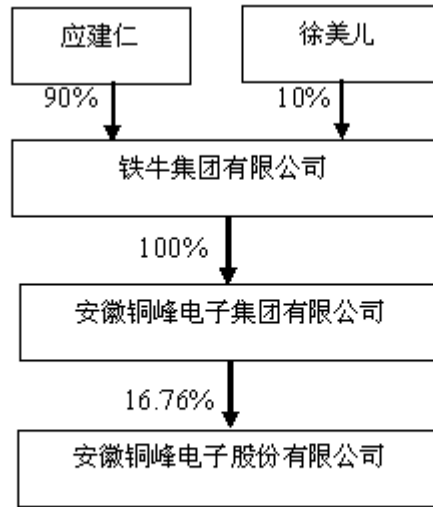 应建仁
徐美儿
90%
10%
铁牛集团有限公司
100%
安徽铜峰电子集团有限公司
16.76%
安徽铜峰电子股份有限公司